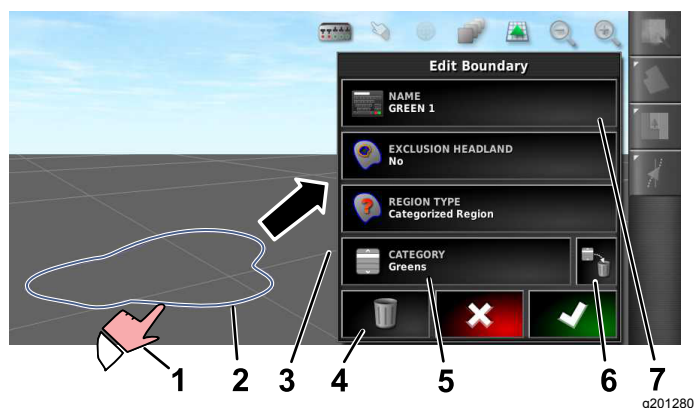 Edit Boundary
NAME
GREEN 1
EXCLUSION HEADLAND
No
REGION TYPE
Categorized Region
CATEGORY
Greens
1 2 3 4 5 6 7
g201280